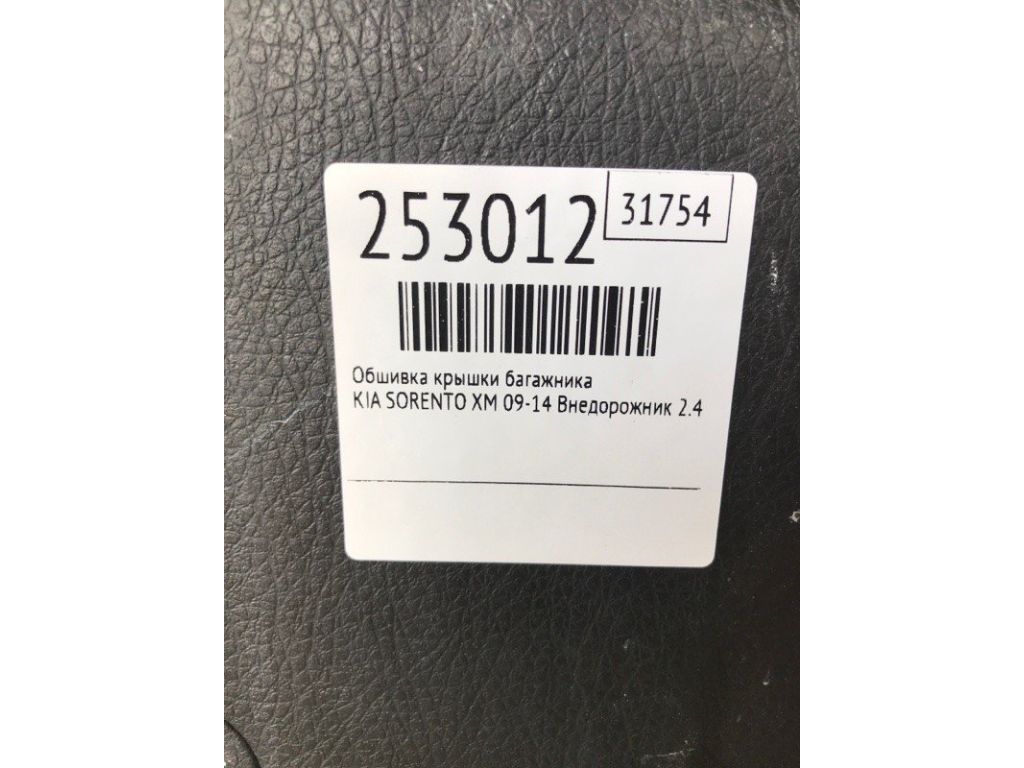 253012
31754
Обшивка крышки багажника
KIA SORENTO XM 09-14 Внедорожник 2.4